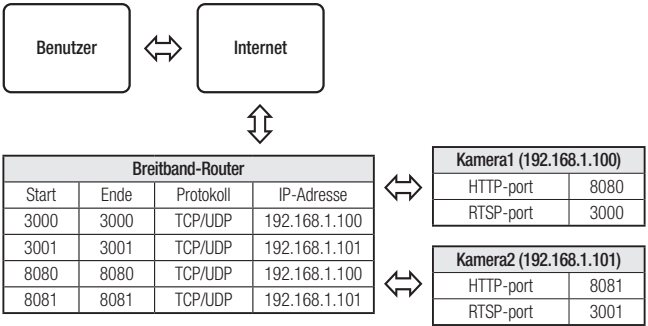 Benutzer
Internet
Breitband-Router
Start Ende Protokoll IP-Adresse
3000 3000 TCP/UDP 192.168.1.100
3001 3001 TCP/UDP 192.168.1.101
8080 8080 TCP/UDP 192.168.1.100
8081 8081 TCP/UDP 192.168.1.101
Kamera1 (192.168.1.100)
HTTP-port 8080
RTSP-port 3000
Kamera2 (192.168.1.101)
HTTP-port 8081
RTSP-port 3001